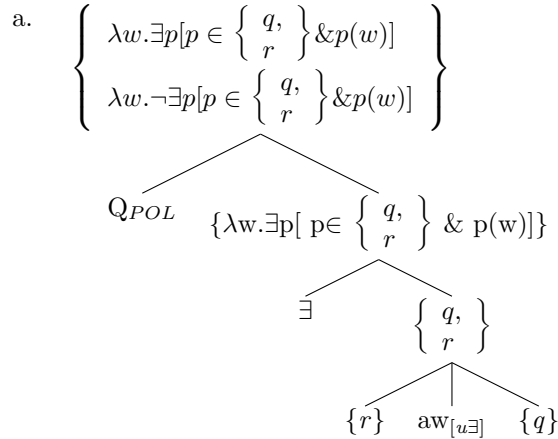 a.
{ λw.∃p[p ∈ { q, r } &p(w)]
λw.¬∃p[p ∈ { q, r } &p(w)] }
Q_POL {λw.∃p[ p∈ { q, r } & p(w)]}
∃ { q, r }
{r} aw_[u∃] {q}